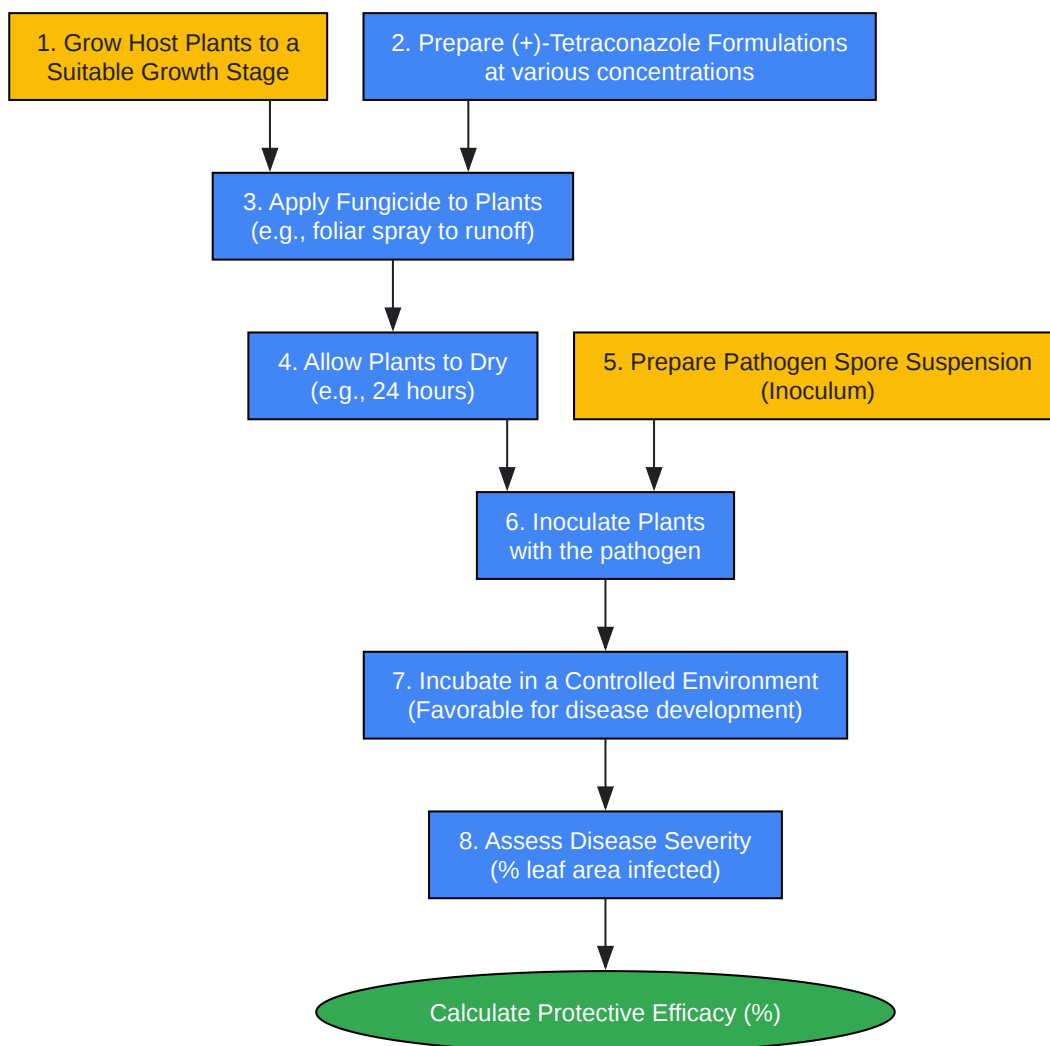 1. Grow Host Plants to a
Suitable Growth Stage
2. Prepare (+)-Tetraconazole Formulations
at various concentrations
3. Apply Fungicide to Plants
(e.g., foliar spray to runoff)
4. Allow Plants to Dry
(e.g., 24 hours)
5. Prepare Pathogen Spore Suspension
(Inoculum)
6. Inoculate Plants
with the pathogen
7. Incubate in a Controlled Environment
(Favorable for disease development)
8. Assess Disease Severity
(% leaf area infected)
Calculate Protective Efficacy (%)